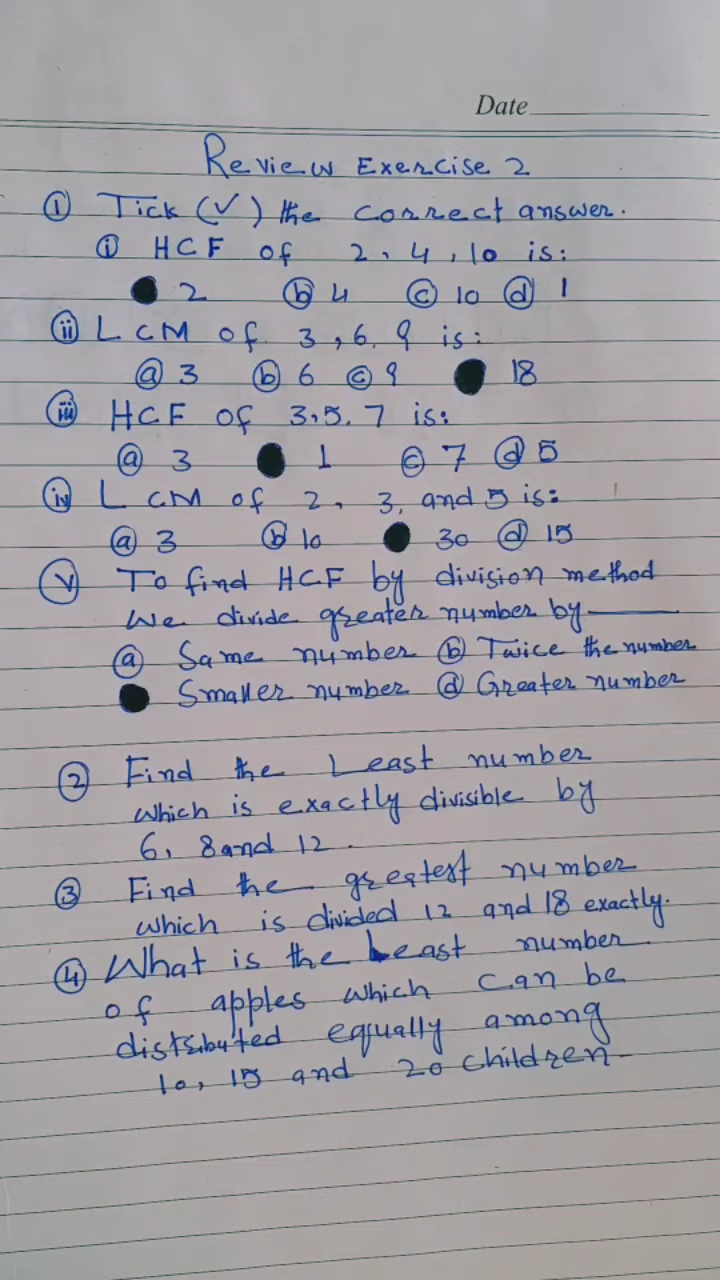 Date
Review Exercise 2
① Tick (✓) the correct answer.
ⓘ HCF of 2, 4, 10 is:
● 2 ⓑ 4 ⓒ 10 ⓓ 1
(ii) LCM of 3, 6, 9 is:
ⓐ 3 ⓑ 6 ⓒ 9 ● 18
(iii) HCF of 3, 5, 7 is:
ⓐ 3 ● 1 ⓒ 7 ⓓ 5
(iv) LCM of 2, 3, and 5 is:
ⓐ 3 ⓑ 10 ● 30 ⓓ 15
(v) To find HCF by division method
We divide greater number by ____
ⓐ Same number ⓑ Twice the number
● Smaller number ⓓ Greater number
② Find the Least number
which is exactly divisible by
6, 8 and 12.
③ Find the greatest number
which is divided 12 and 18 exactly.
④ What is the Least number
of apples which can be
distributed equally among
10, 15 and 20 children